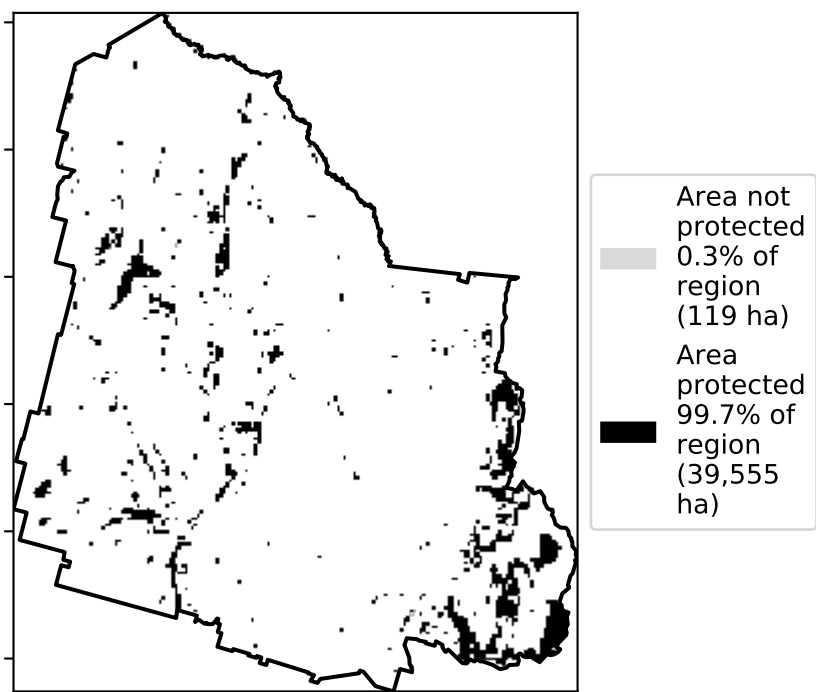 Area not
protected
0.3% of
region
(119 ha)
Area
protected
99.7% of
region
(39,555
ha)